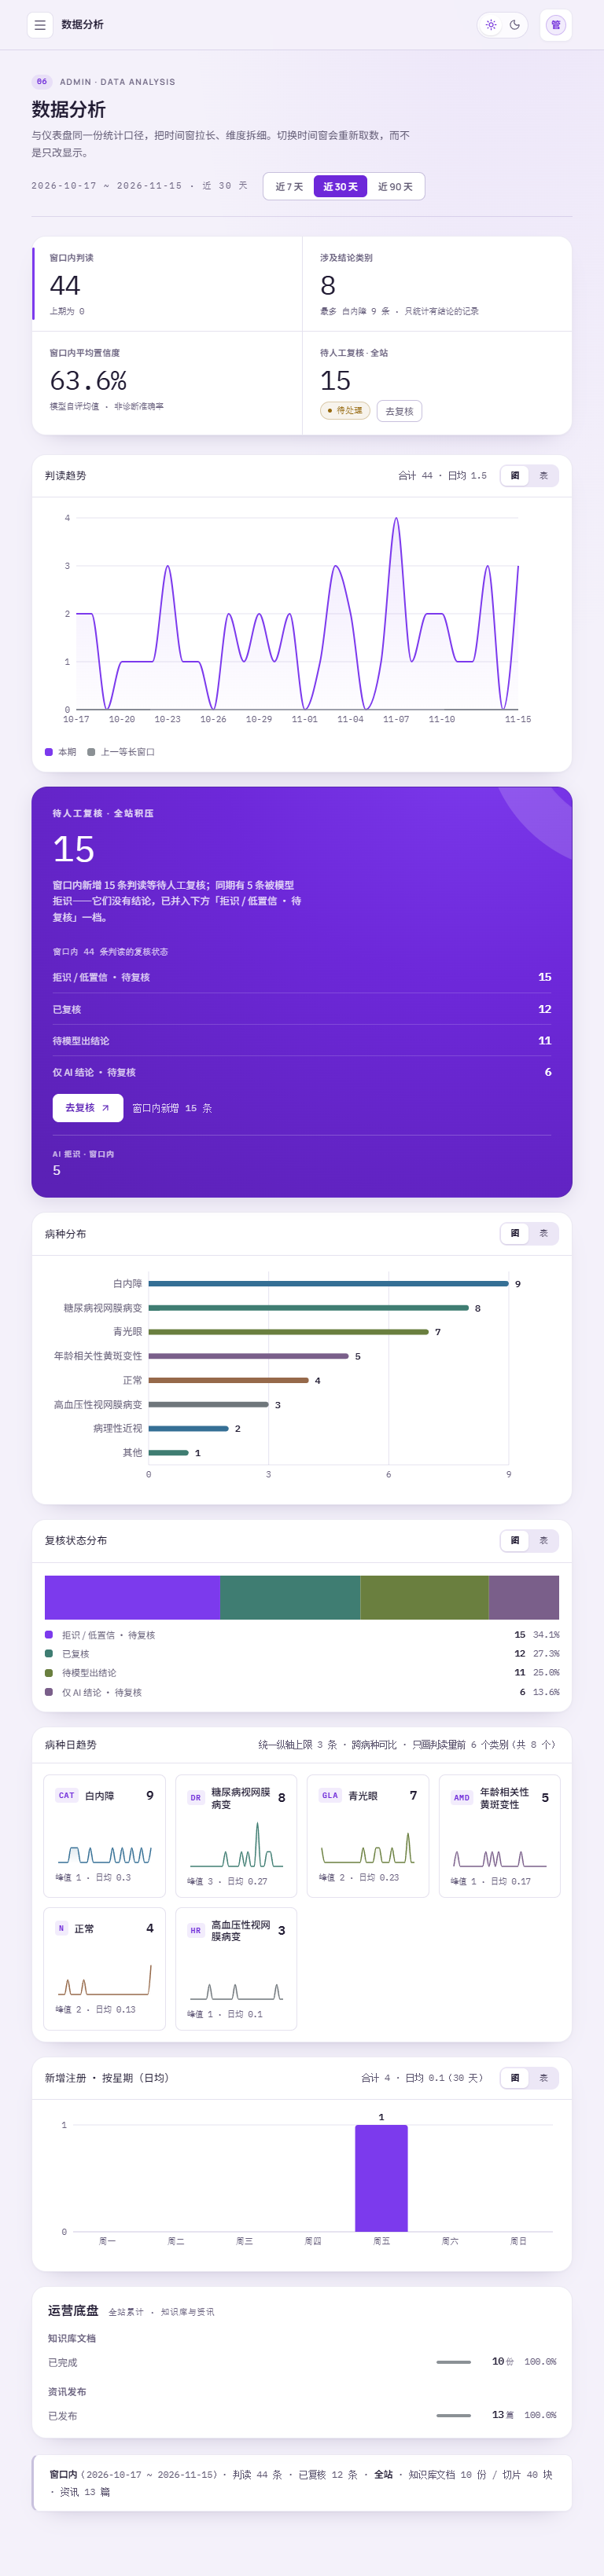 数据分析
管
06 ADMIN · DATA ANALYSIS
数据分析
与仪表盘同一份统计口径，把时间窗拉长、维度拆细。切换时间窗会重新取数，而不
是只改显示。
2026-10-17 ~ 2026-11-15 · 近 30 天
近 7 天 近 30 天 近 90 天
窗口内判读
44
上期为 0
涉及结论类别
8
最多 白内障 9 条 · 只统计有结论的记录
窗口内平均置信度
63.6%
模型自评均值 · 非诊断准确率
待人工复核 · 全站
15
待处理 去复核
判读趋势 合计 44 · 日均 1.5 图 表
4
3
2
1
0
10-17 10-20 10-23 10-26 10-29 11-01 11-04 11-07 11-10 11-15
本期 上一等长窗口
待人工复核 · 全站积压
15
窗口内新增 15 条判读等待人工复核；同期有 5 条被模型
拒识——它们没有结论，已并入下方「拒识 / 低置信 · 待
复核」一档。
窗口内 44 条判读的复核状态
拒识 / 低置信 · 待复核 15
已复核 12
待模型出结论 11
仅 AI 结论 · 待复核 6
去复核 窗口内新增 15 条
AI 拒识 · 窗口内
5
病种分布 图 表
白内障 9
糖尿病视网膜病变 8
青光眼 7
年龄相关性黄斑变性 5
正常 4
高血压性视网膜病变 3
病理性近视 2
其他 1
0 3 6 9
复核状态分布 图 表
拒识 / 低置信 · 待复核 15 34.1%
已复核 12 27.3%
待模型出结论 11 25.0%
仅 AI 结论 · 待复核 6 13.6%
病种日趋势 统一纵轴上限 3 条 · 跨病种可比 · 只画判读量前 6 个类别（共 8 个）
CAT 白内障 9
峰值 1 · 日均 0.3
DR 糖尿病视网膜
病变 8
峰值 3 · 日均 0.27
GLA 青光眼 7
峰值 2 · 日均 0.23
AMD 年龄相关性
黄斑变性 5
峰值 1 · 日均 0.17
N 正常 4
峰值 2 · 日均 0.13
HR 高血压性视网
膜病变 3
峰值 1 · 日均 0.1
新增注册 · 按星期（日均） 合计 4 · 日均 0.1（30 天） 图 表
1
1
0
周一 周二 周三 周四 周五 周六 周日
运营底盘 全站累计 · 知识库与资讯
知识库文档
已完成 10 份 100.0%
资讯发布
已发布 13 篇 100.0%
窗口内（2026-10-17 ~ 2026-11-15）· 判读 44 条 · 已复核 12 条 · 全站 · 知识库文档 10 份 / 切片 40 块
· 资讯 13 篇